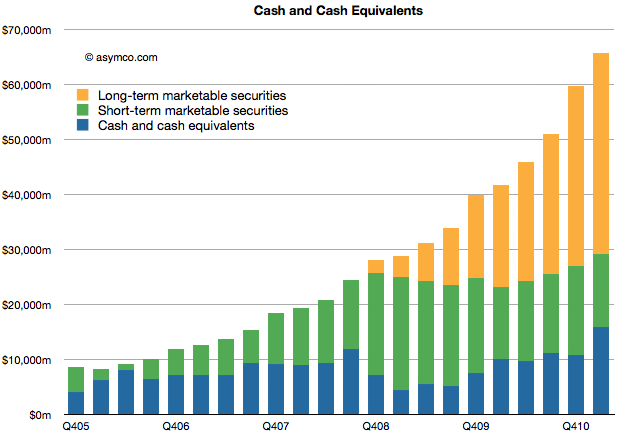 Cash and Cash Equivalents
$70,000m
© asymco.com
$60,000m
Long-term marketable securities
Short-term marketable securities
Cash and cash equivalents
$50,000m
$40,000m
$30,000m
$20,000m
$10,000m
$0m
Q405 Q406 Q407 Q408 Q409 Q410